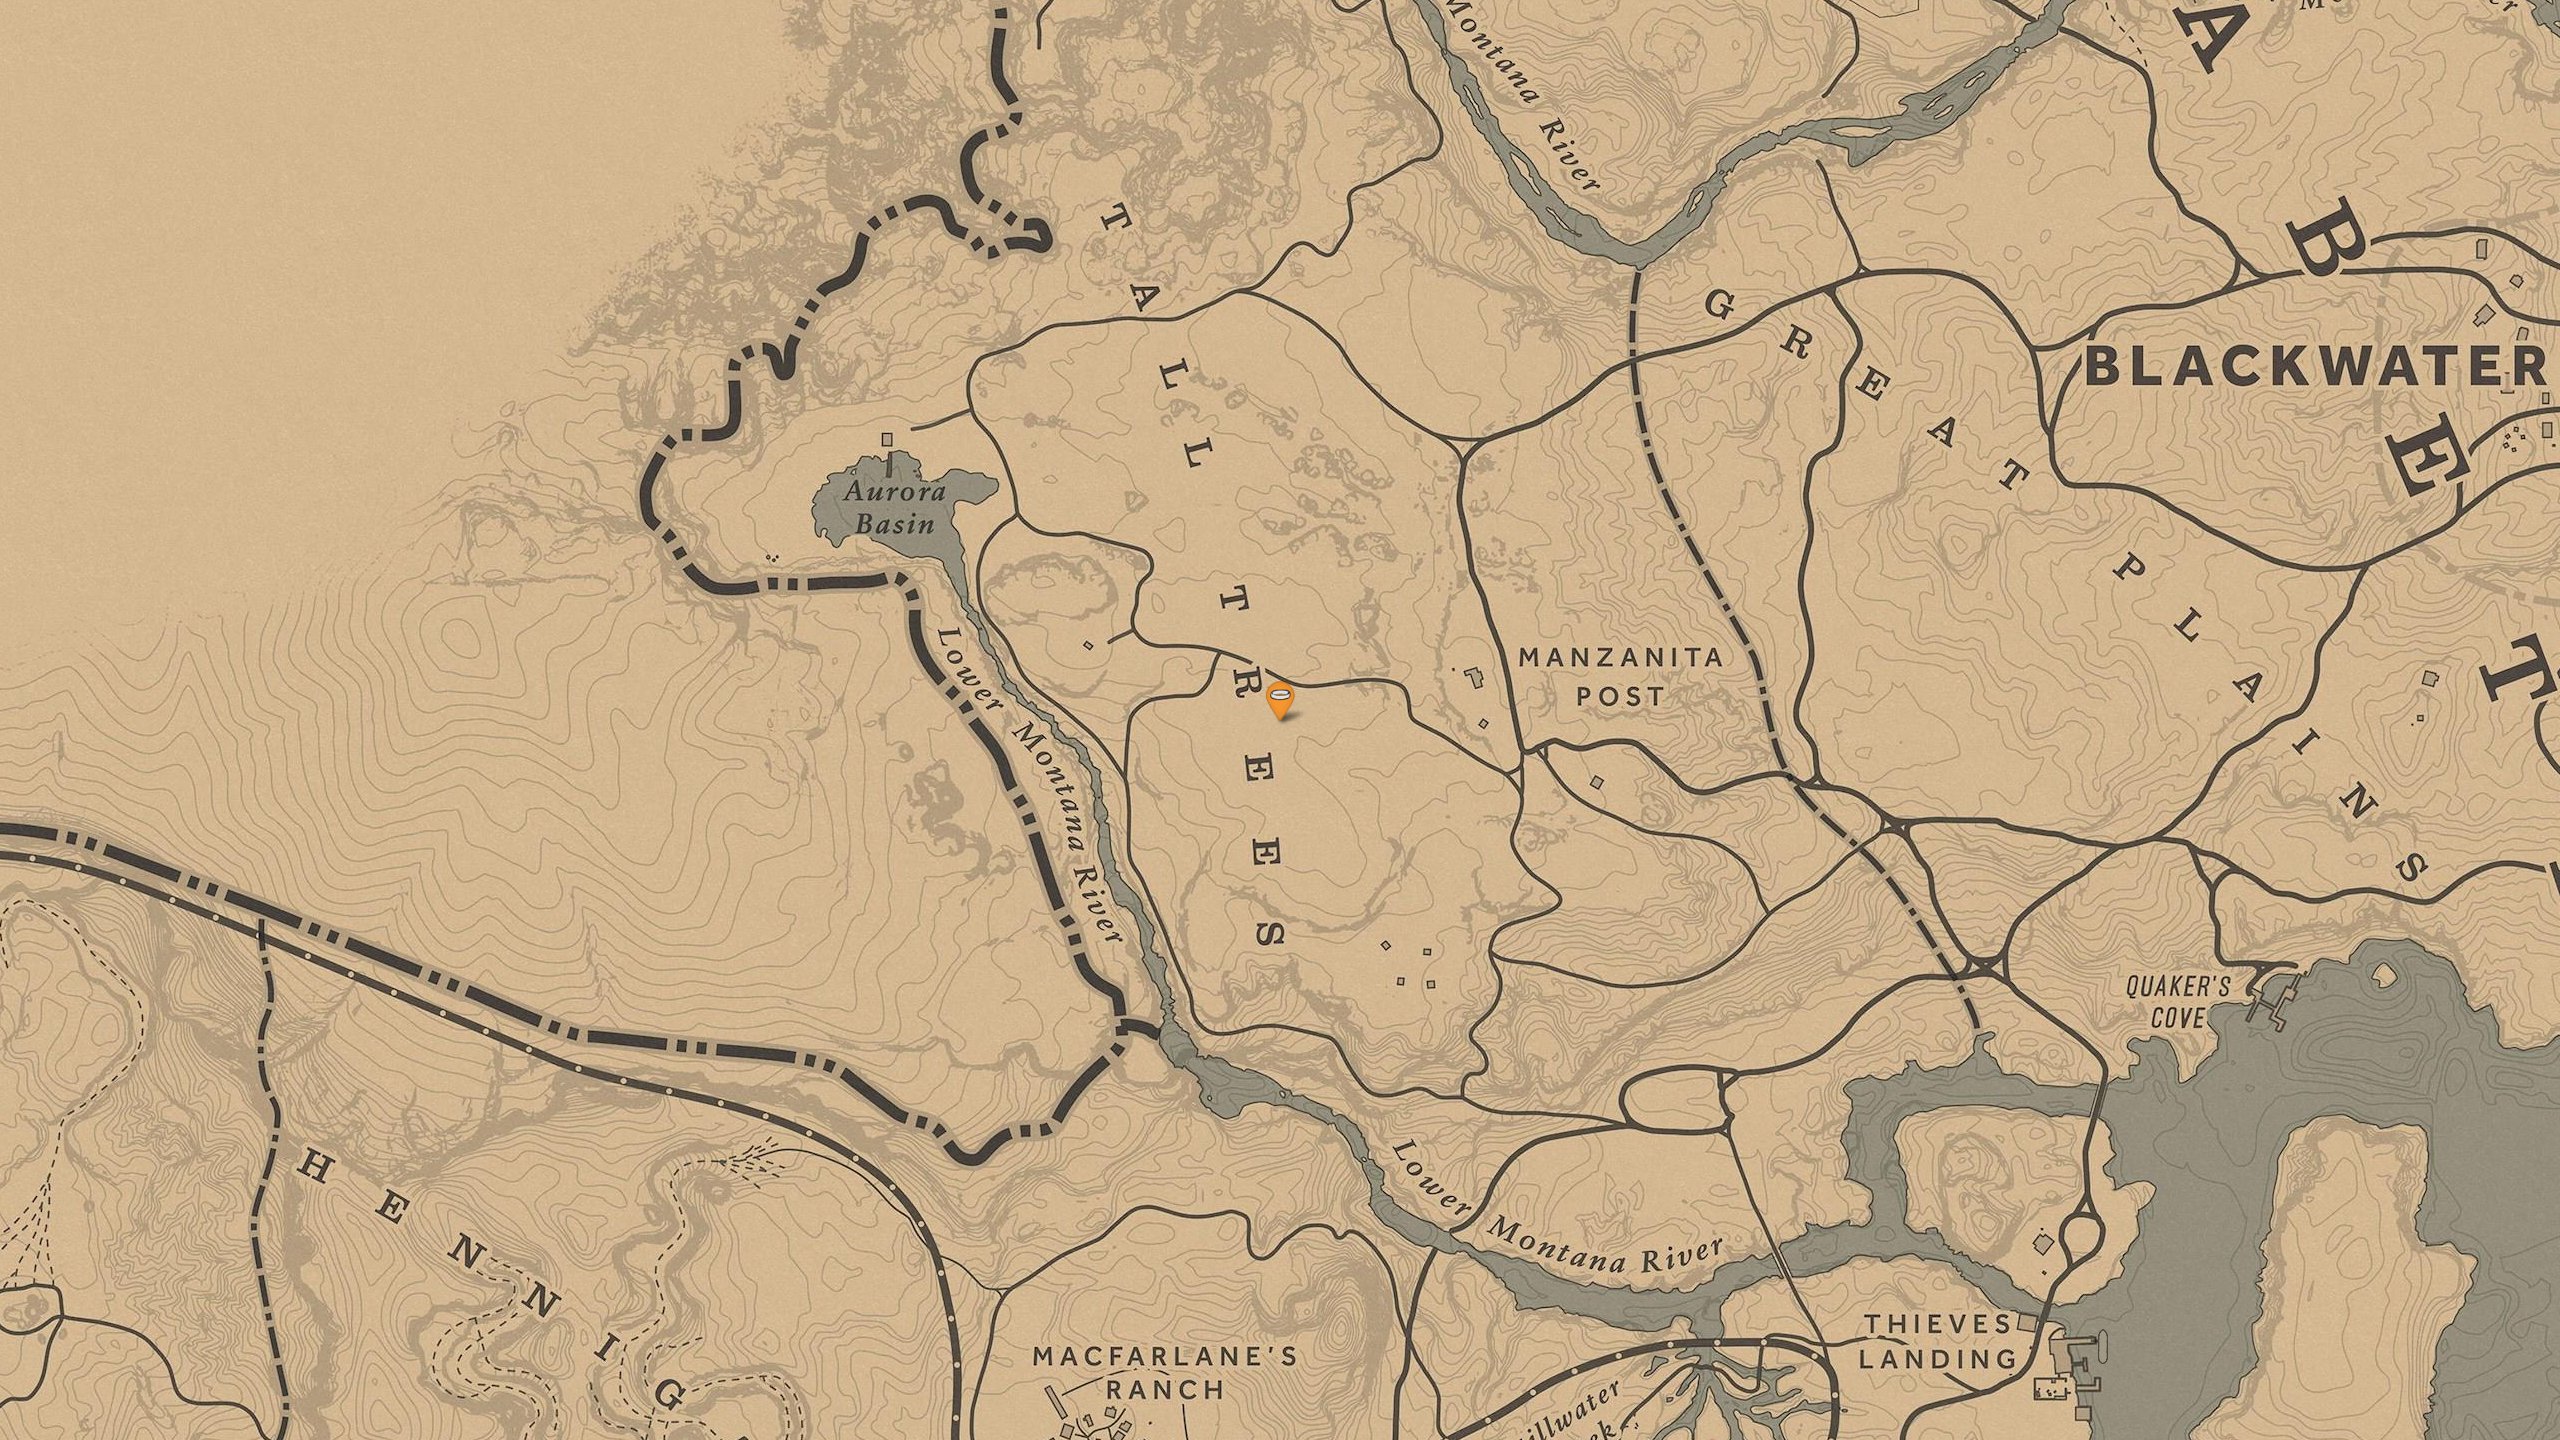 Montana River
A
B
E
T
TALL TREES
GREAT PLAINS
BLACKWATER
Aurora
Basin
MANZANITA
POST
Lower Montana River
QUAKER'S
COVE
Lower Montana River
HENNIG
MACFARLANE'S
RANCH
THIEVES
LANDING